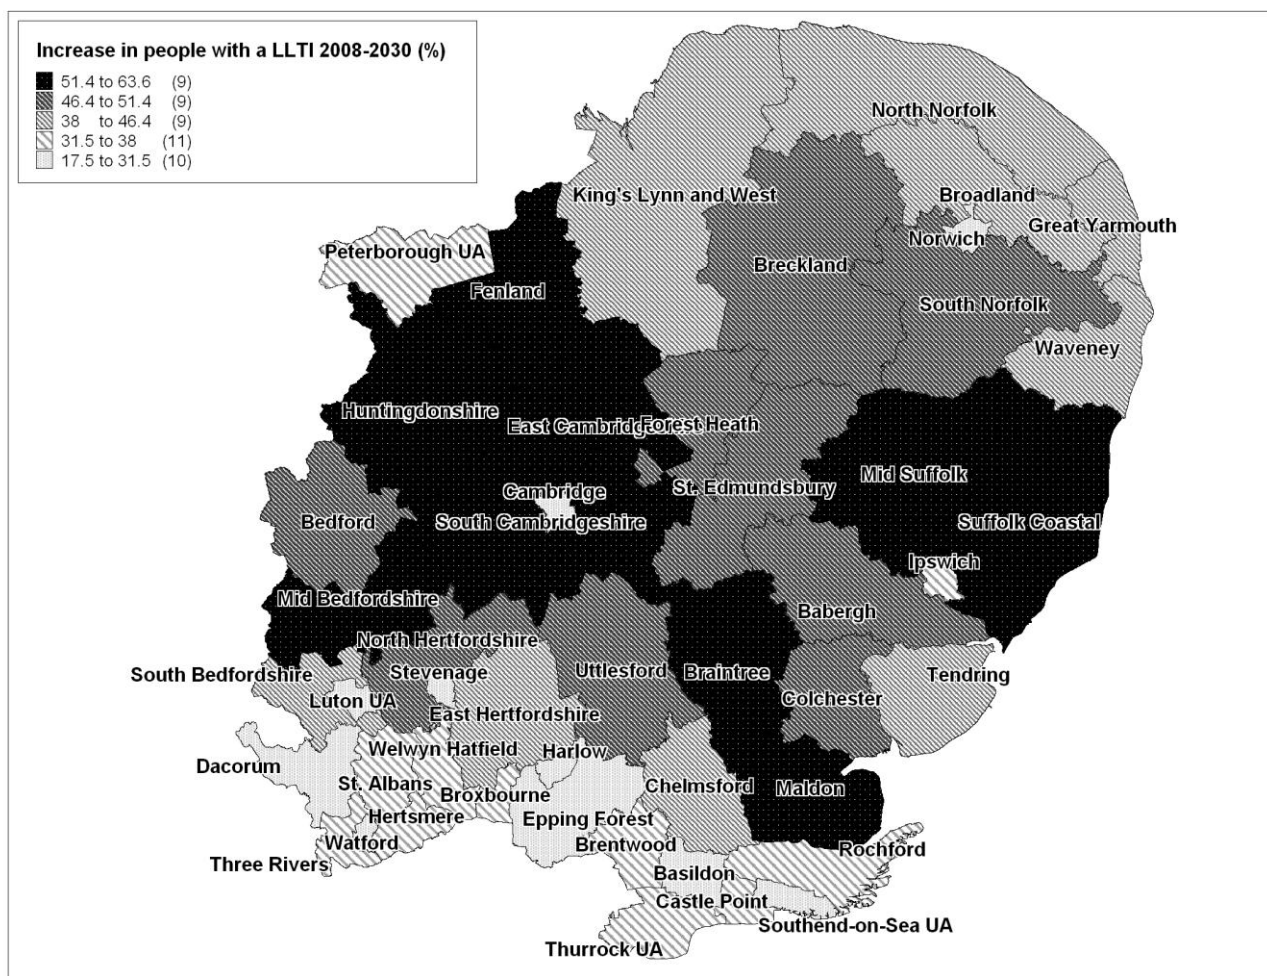 Increase in people with a LLTI 2008-2030 (%)
51.4 to 63.6 (9)
46.4 to 51.4 (9)
38 to 46.4 (9)
31.5 to 38 (11)
17.5 to 31.5 (10)
North Norfolk
King's Lynn and West
Broadland
Great Yarmouth
Norwich
Peterborough UA
Breckland
Fenland
South Norfolk
Waveney
Huntingdonshire
East Cambridge
Forest Heath
Mid Suffolk
St. Edmundsbury
Cambridge
Bedford
South Cambridgeshire
Suffolk Coastal
Ipswich
Mid Bedfordshire
Babergh
North Hertfordshire
South Bedfordshire
Stevenage
Uttlesford
Braintree
Tendring
Luton UA
Colchester
East Hertfordshire
Welwyn Hatfield
Harlow
Dacorum
St. Albans
Chelmsford
Maldon
Broxbourne
Hertsmere
Epping Forest
Watford
Brentwood
Rochford
Three Rivers
Basildon
Castle Point
Southend-on-Sea UA
Thurrock UA